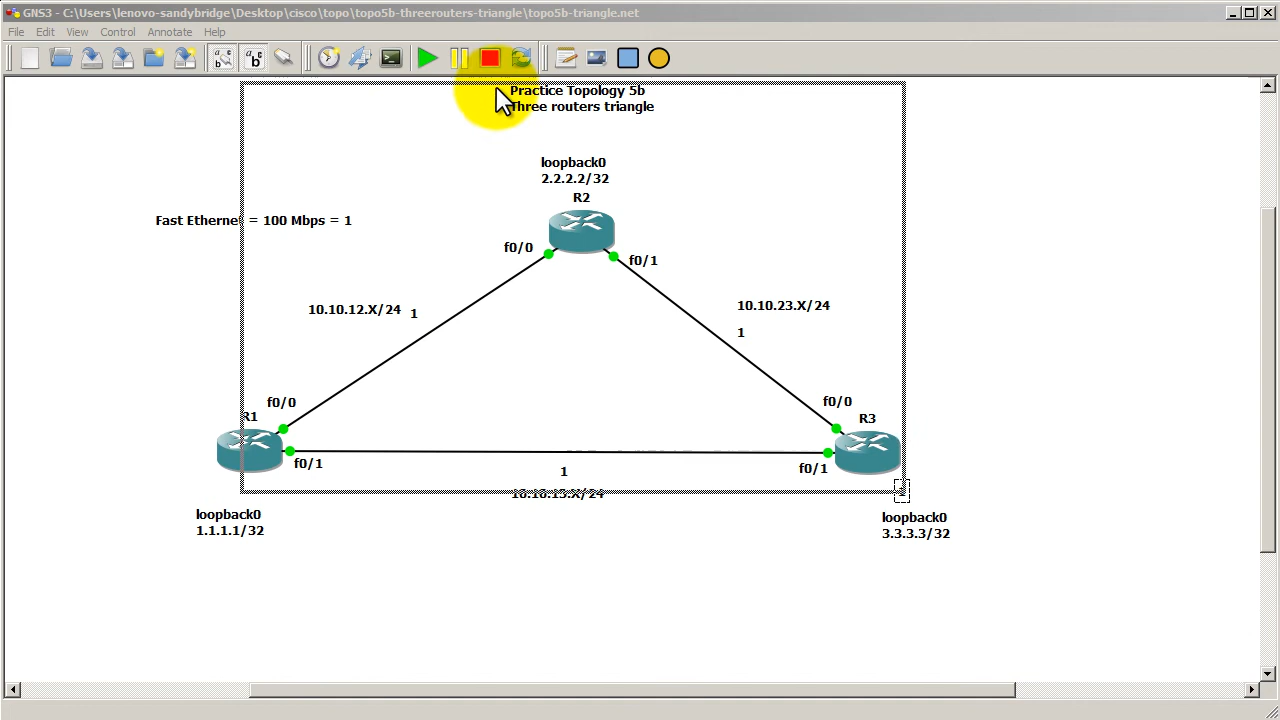 GNS3 - C:\Users\lenovo-sandybridge\Desktop\cisco\topo\topo5b-threerouters-triangle\topo5b-triangle.net
File Edit View Control Annotate Help
Practice Topology 5b
Three routers triangle
loopback0
2.2.2.2/32
R2
Fast Ethernet = 100 Mbps = 1
f0/0
f0/1
10.10.12.X/24 1
10.10.23.X/24
1
f0/0
R1
f0/0
R3
f0/1
f0/1
1
10.10.13.X/24
loopback0
1.1.1.1/32
loopback0
3.3.3.3/32